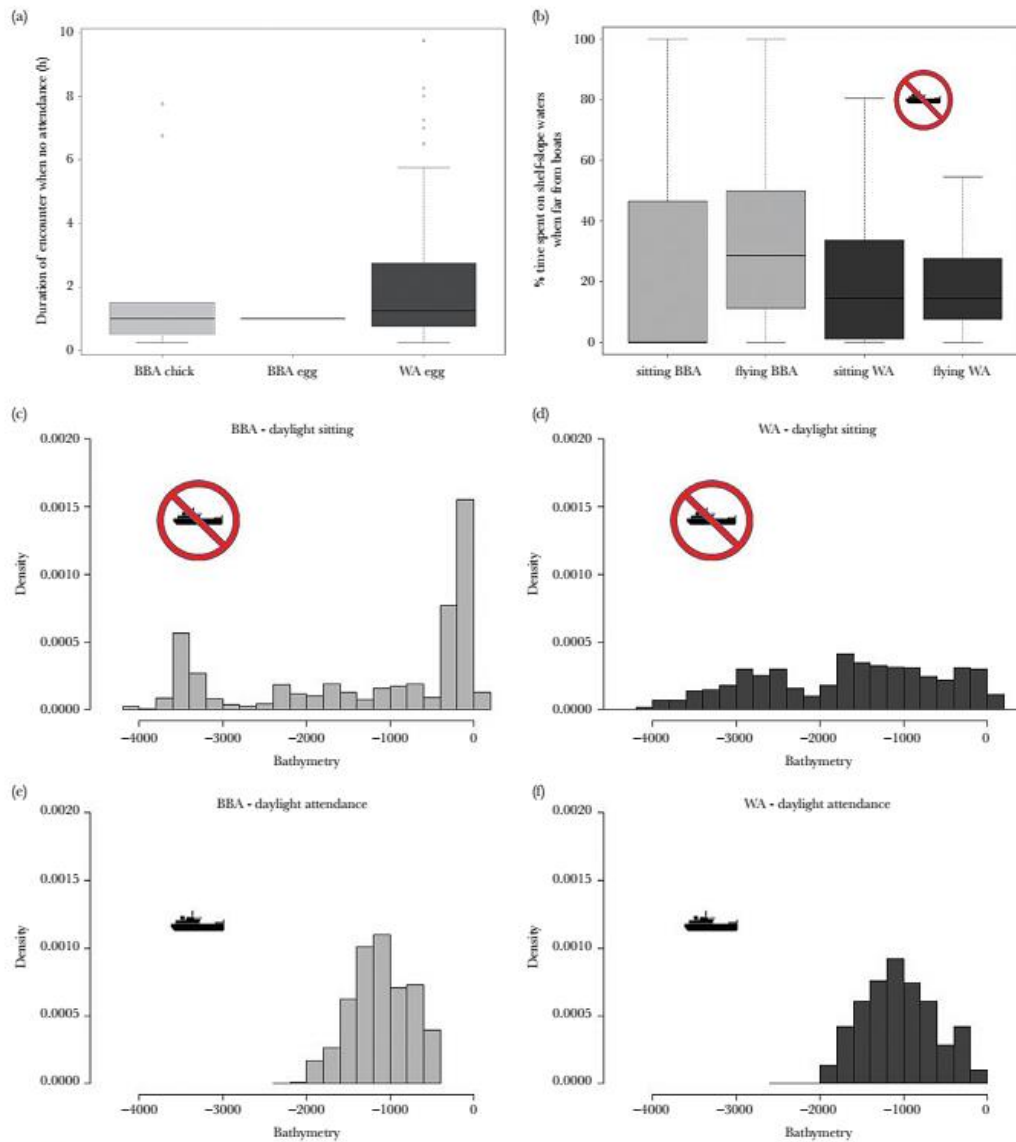 (a)
Duration of encounter when no attendance (h)
10
8
6
4
2
0
BBA chick BBA egg WA egg
(b)
% time spent on shelf-slope waters
when far from boats
100
80
60
40
20
0
sitting BBA flying BBA sitting WA flying WA
(c)
BBA - daylight sitting
0.0020
0.0015
0.0010
0.0005
0.0000
Density
−4000 −3000 −2000 −1000 0
Bathymetry
(d)
WA - daylight sitting
0.0020
0.0015
0.0010
0.0005
0.0000
Density
−4000 −3000 −2000 −1000 0
Bathymetry
(e)
BBA - daylight attendance
0.0020
0.0015
0.0010
0.0005
0.0000
Density
−4000 −3000 −2000 −1000 0
Bathymetry
(f)
WA - daylight attendance
0.0020
0.0015
0.0010
0.0005
0.0000
Density
−4000 −3000 −2000 −1000 0
Bathymetry